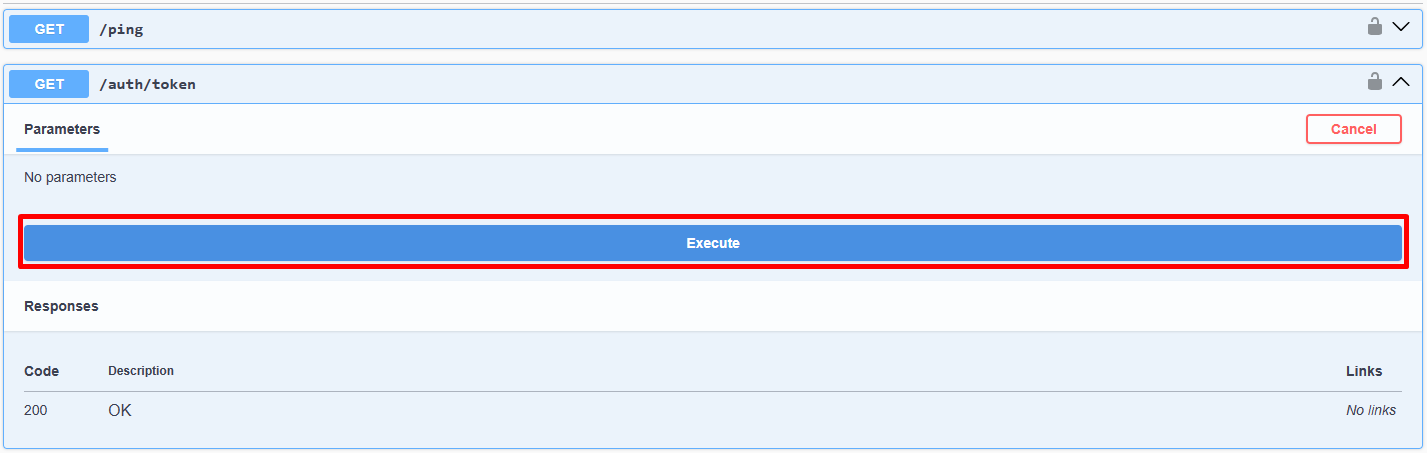 GET /ping
GET /auth/token
Parameters Cancel
No parameters
Execute
Responses
Code Description Links
200 OK No links